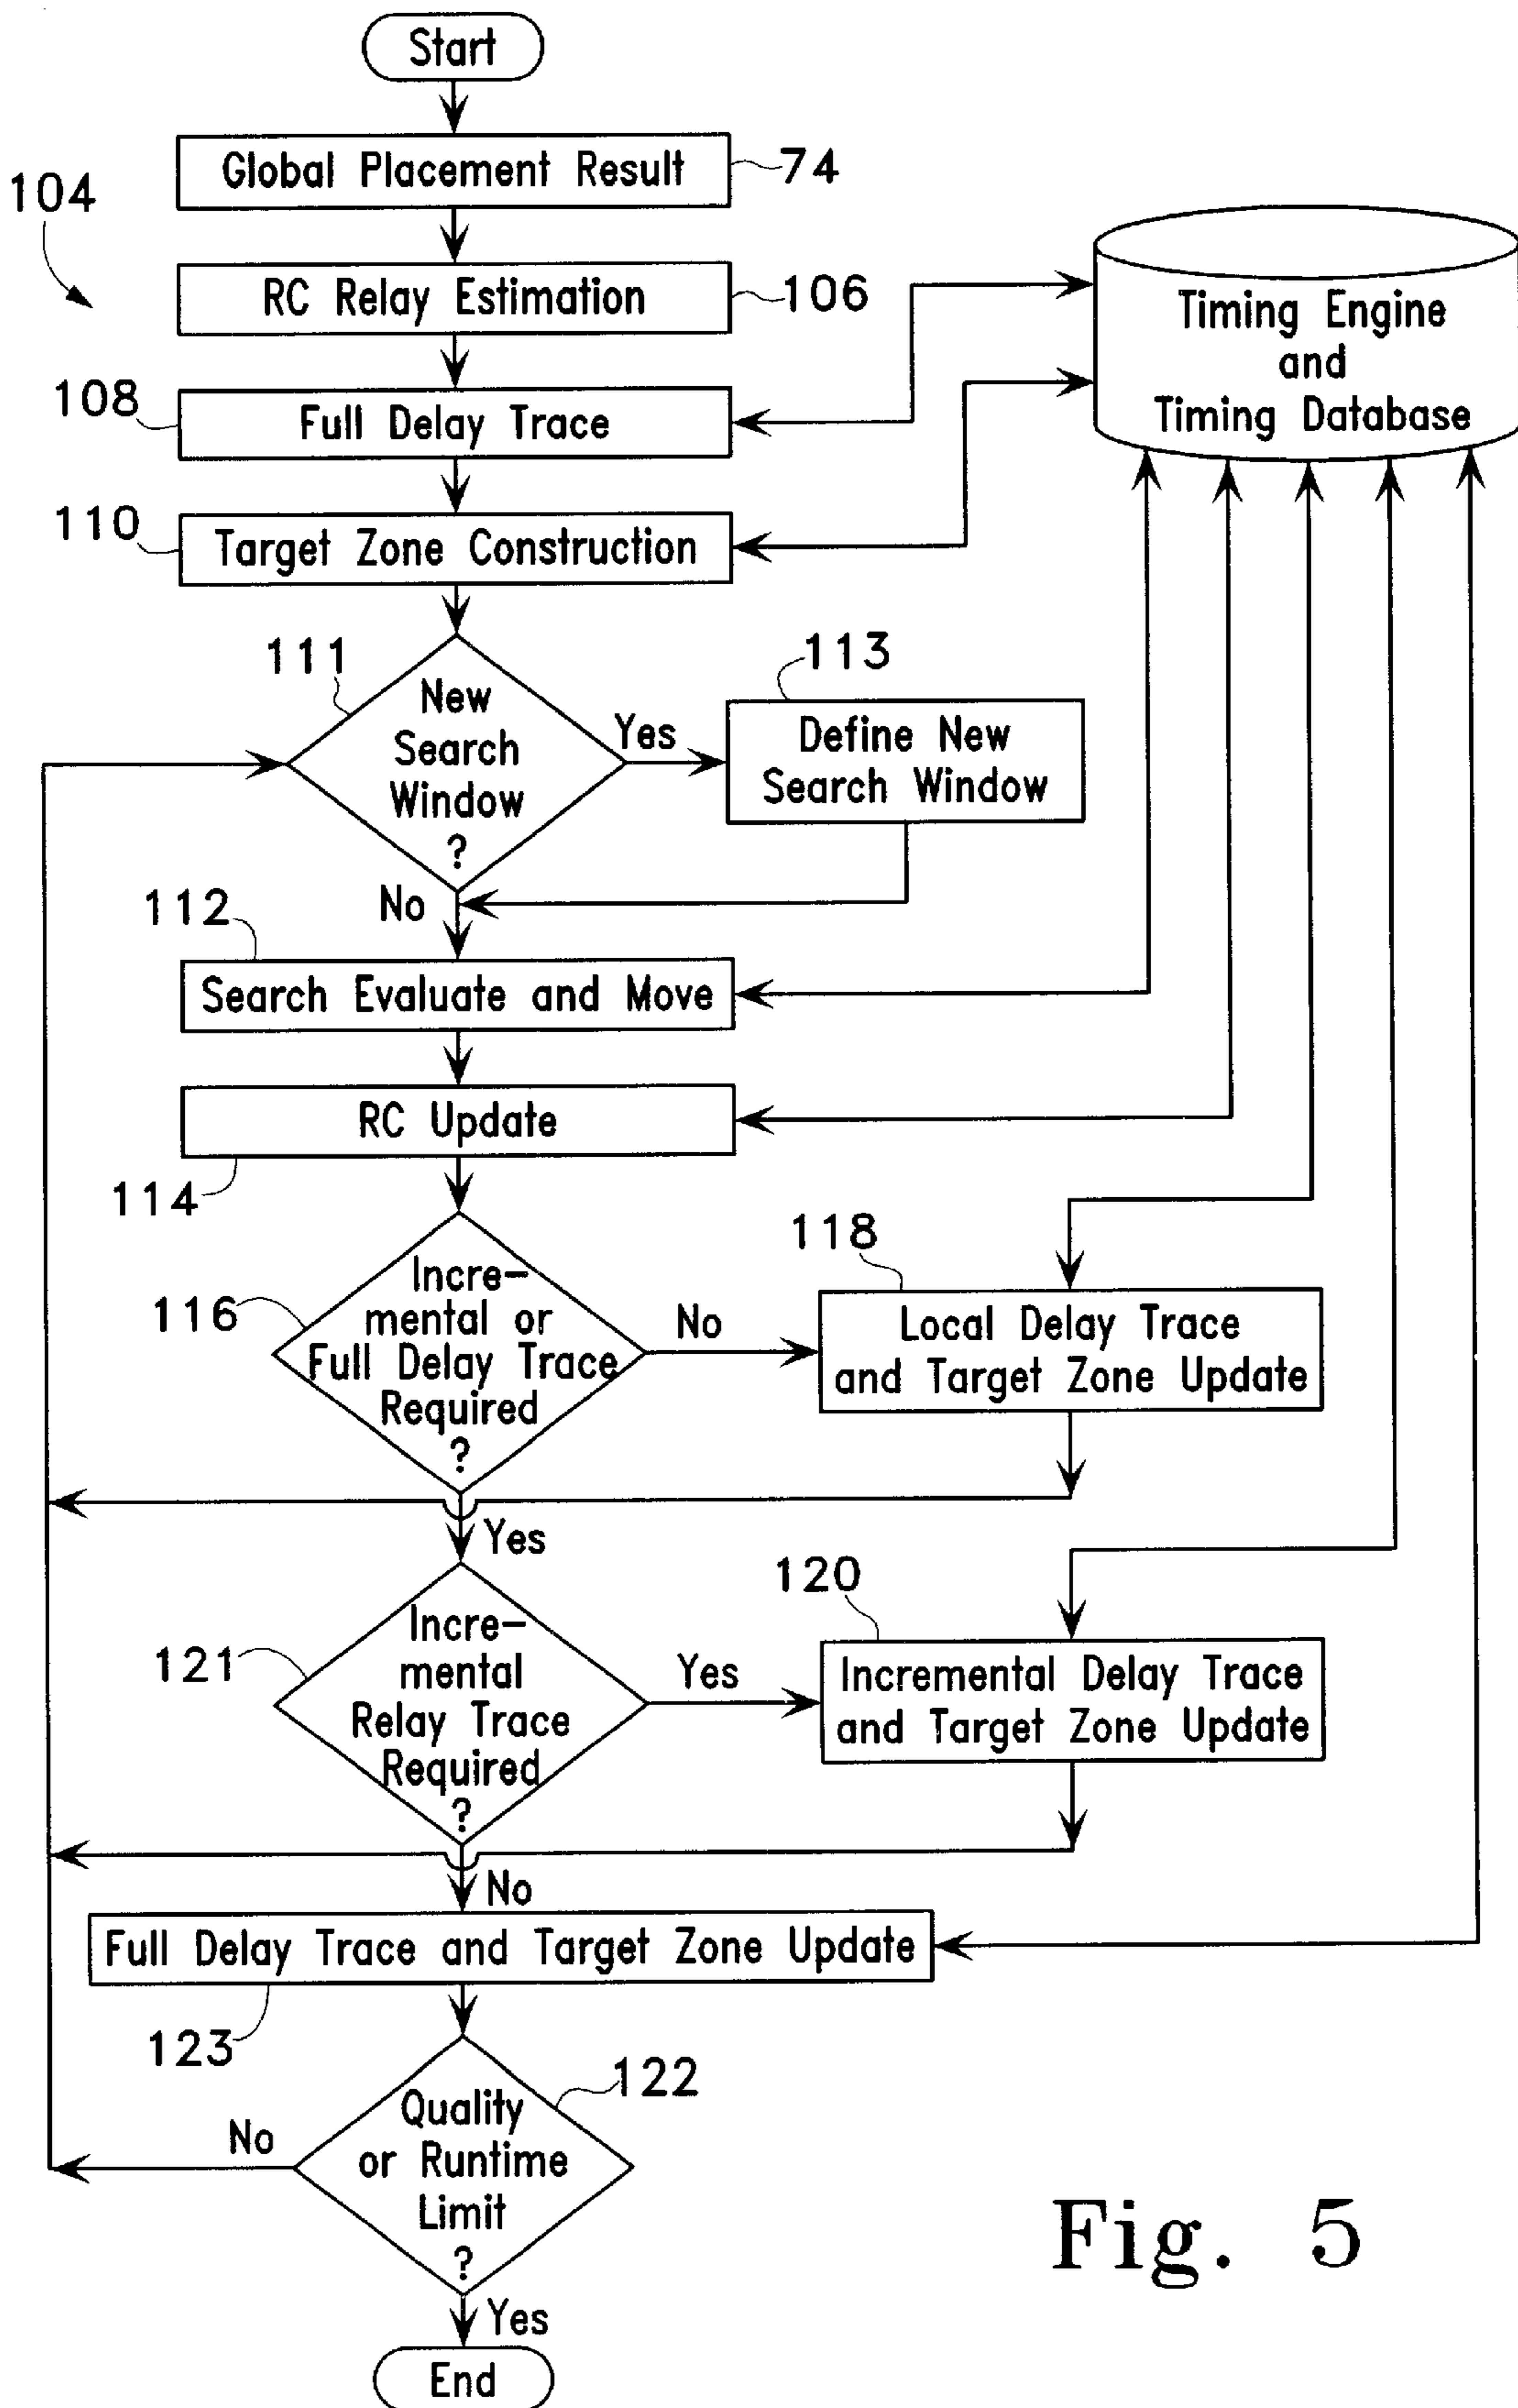 Start
Global Placement Result
74
104
RC Relay Estimation
106
Timing Engine
and
Timing Database
108
Full Delay Trace
110
Target Zone Construction
111
New
Search
Window
?
Yes
113
Define New
Search Window
No
112
Search Evaluate and Move
RC Update
114
116
Incre-
mental or
Full Delay Trace
Required
?
No
118
Local Delay Trace
and Target Zone Update
Yes
121
Incre-
mental
Relay Trace
Required
?
Yes
120
Incremental Delay Trace
and Target Zone Update
No
Full Delay Trace and Target Zone Update
123
122
Quality
or Runtime
Limit
?
No
Yes
End
Fig. 5